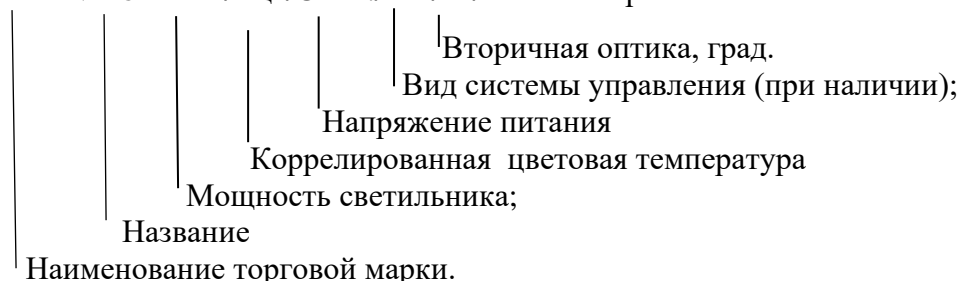 Вторичная оптика, град.
Вид системы управления (при наличии);
Напряжение питания
Коррелированная цветовая температура
Мощность светильника;
Название
Наименование торговой марки.